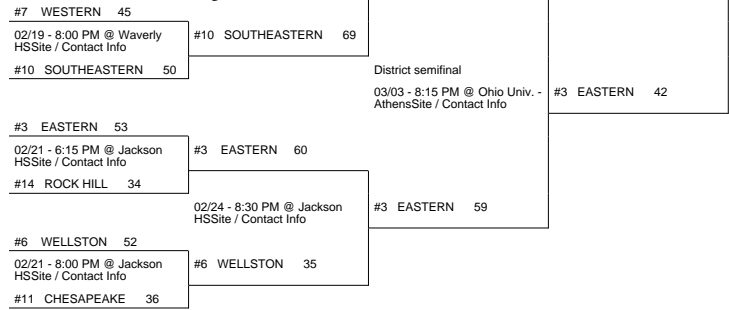 #7 WESTERN 45
02/19 - 8:00 PM @ Waverly
HSSite / Contact Info
#10 SOUTHEASTERN 69
#10 SOUTHEASTERN 50
District semifinal
03/03 - 8:15 PM @ Ohio Univ. -
AthensSite / Contact Info
#3 EASTERN 42
#3 EASTERN 53
02/21 - 6:15 PM @ Jackson
HSSite / Contact Info
#3 EASTERN 60
#14 ROCK HILL 34
02/24 - 8:30 PM @ Jackson
HSSite / Contact Info
#3 EASTERN 59
#6 WELLSTON 52
02/21 - 8:00 PM @ Jackson
HSSite / Contact Info
#6 WELLSTON 35
#11 CHESAPEAKE 36